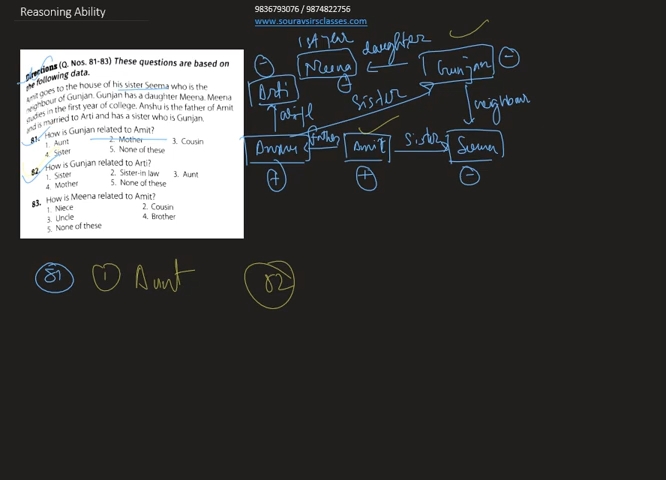 Reasoning Ability
9836793076 / 9874822756
www.souravsirsclasses.com
Directions (Q. Nos. 81-83) These questions are based on
the following data.
Amit goes to the house of his sister Seema who is the
neighbour of Gunjan. Gunjan has a daughter Meena. Meena
studies in the first year of college. Anshu is the father of Amit
and is married to Arti and has a sister who is Gunjan.
81. How is Gunjan related to Amit?
1. Aunt 2. Mother 3. Cousin
4. Sister 5. None of these
82. How is Gunjan related to Arti?
1. Sister 2. Sister-in law 3. Aunt
4. Mother 5. None of these
83. How is Meena related to Amit?
1. Niece 2. Cousin
3. Uncle 4. Brother
5. None of these
1st year
daughter
Meena
Gunjan
Arti
Sister
neighbour
wife
Anshu
father
Amit
Sister
Seema
81 1 Aunt 82